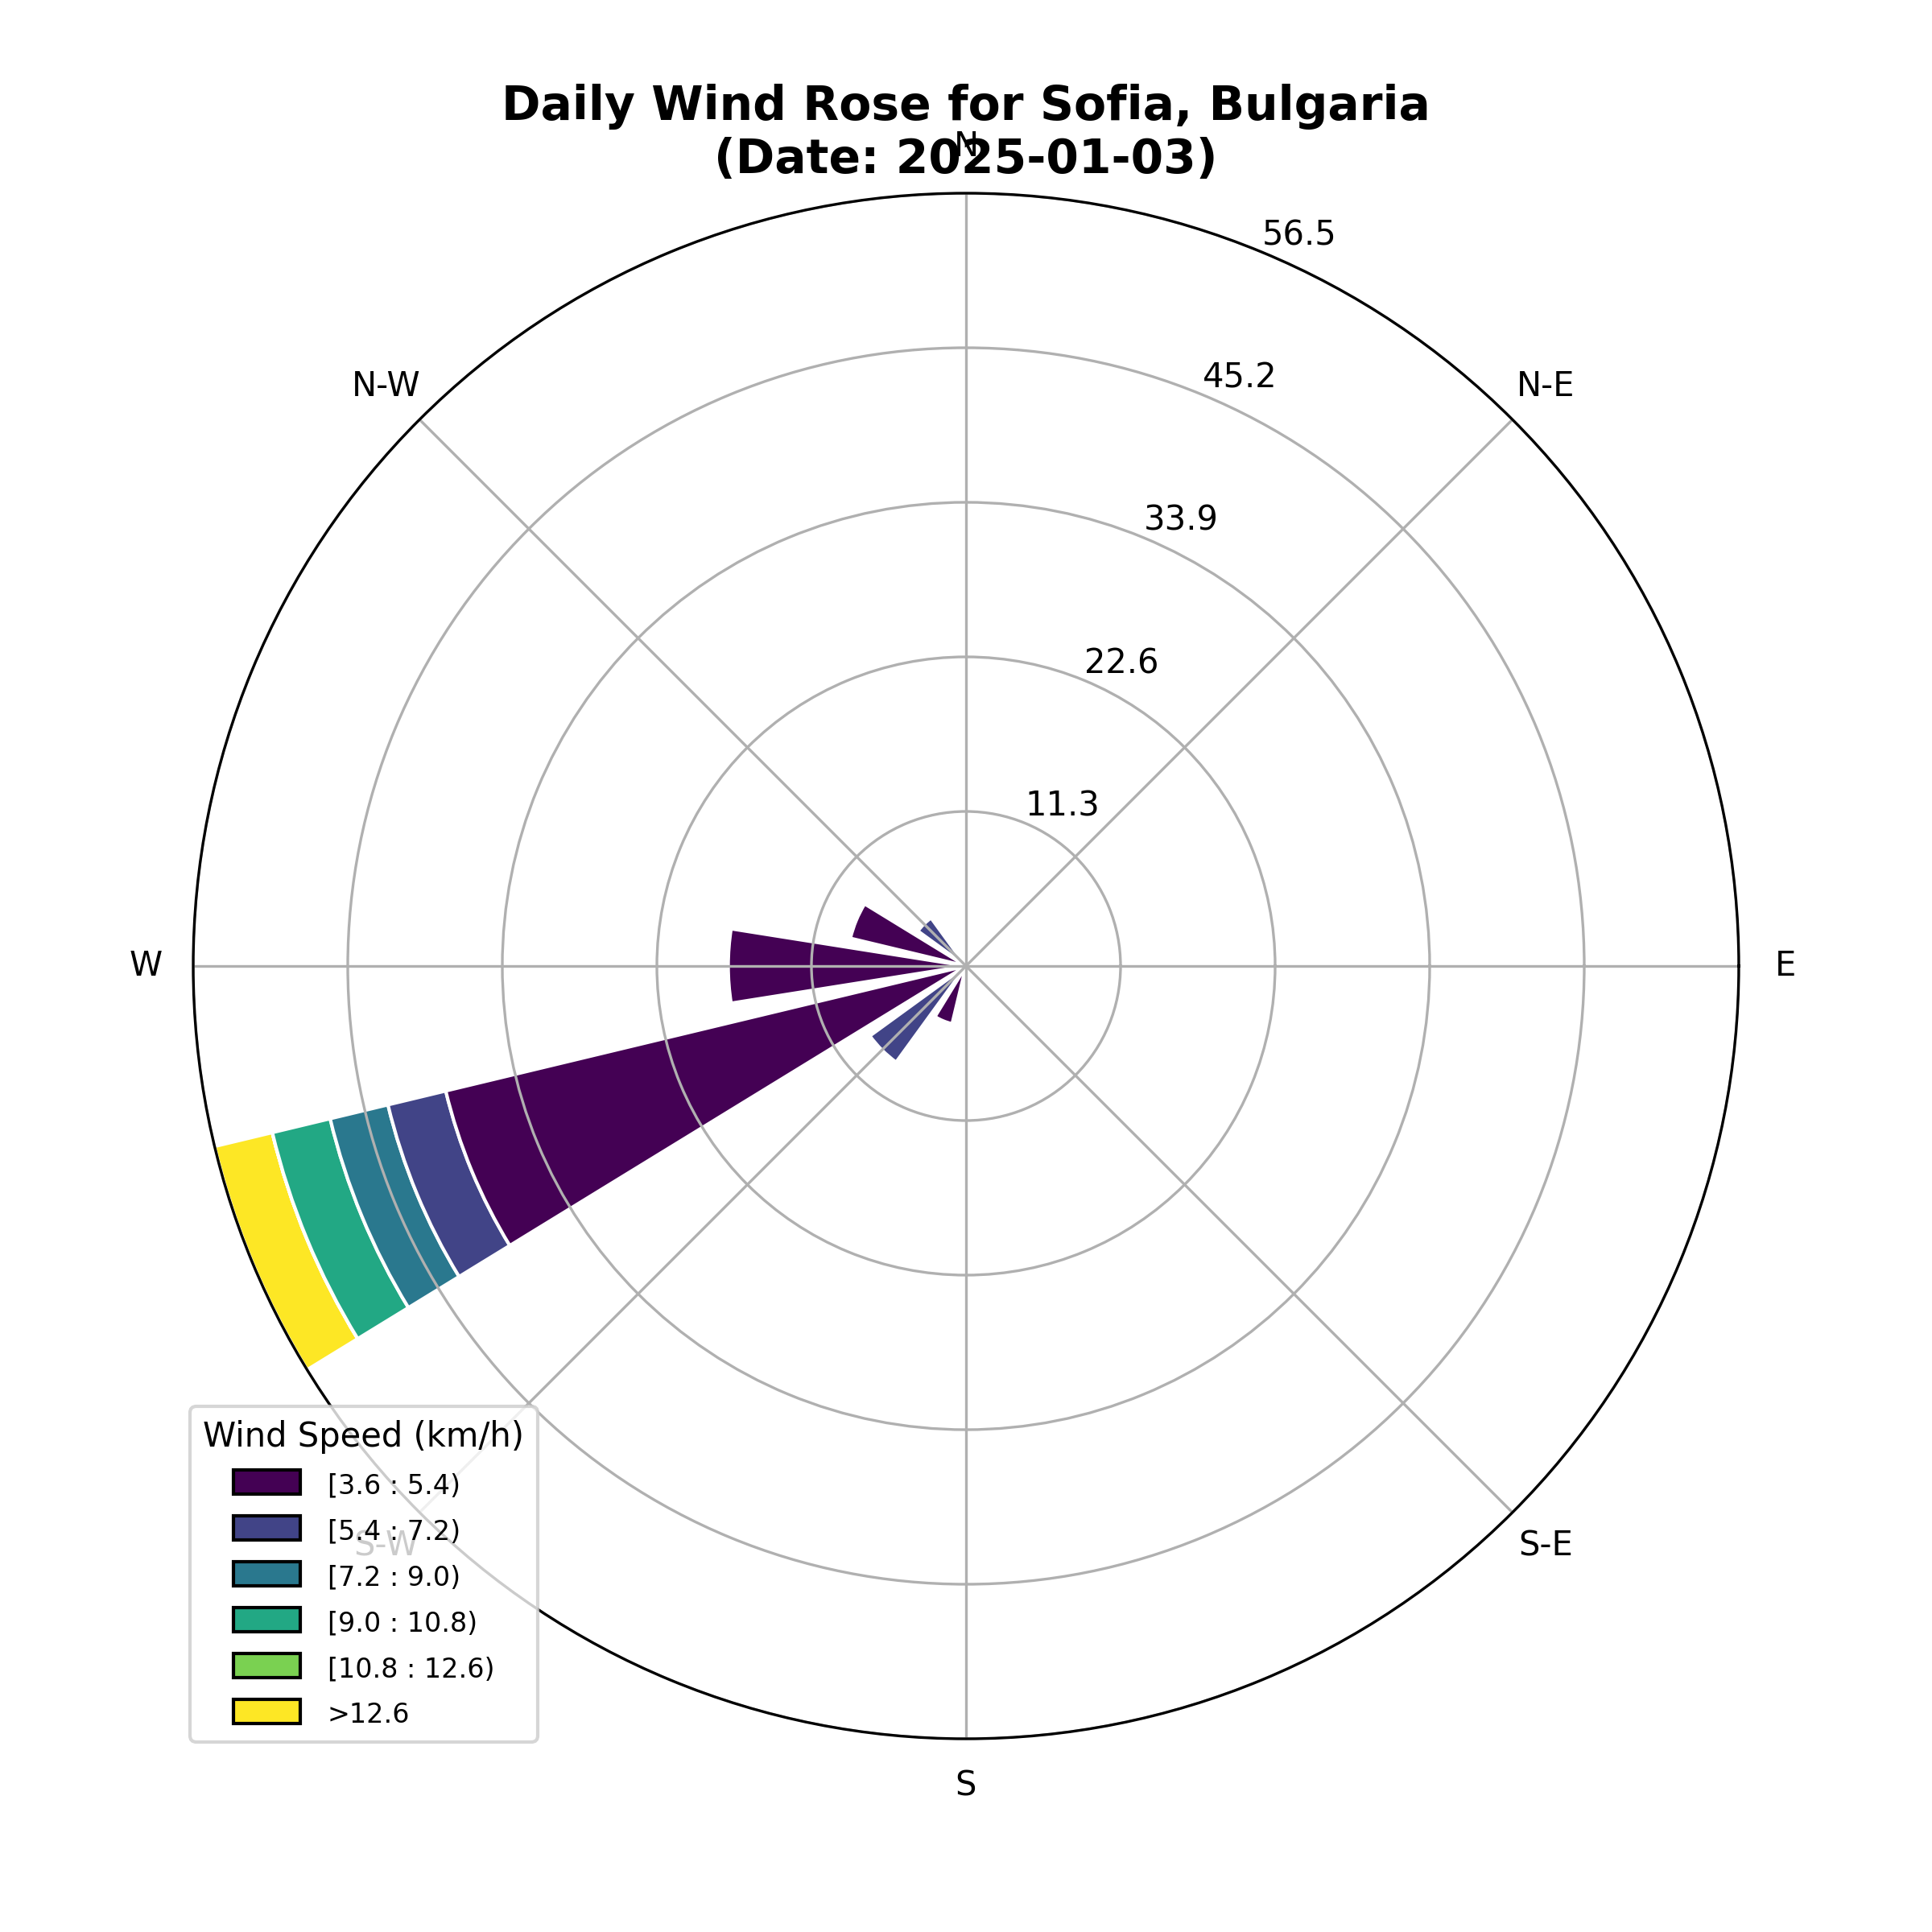 Daily Wind Rose for Sofia, Bulgaria
(Date: 2025-01-03)
N
56.5
N-W
45.2
N-E
33.9
22.6
11.3
W
E
Wind Speed (km/h)
[3.6 : 5.4)
[5.4 : 7.2)
S-W
S-E
[7.2 : 9.0)
[9.0 : 10.8)
[10.8 : 12.6)
>12.6
S